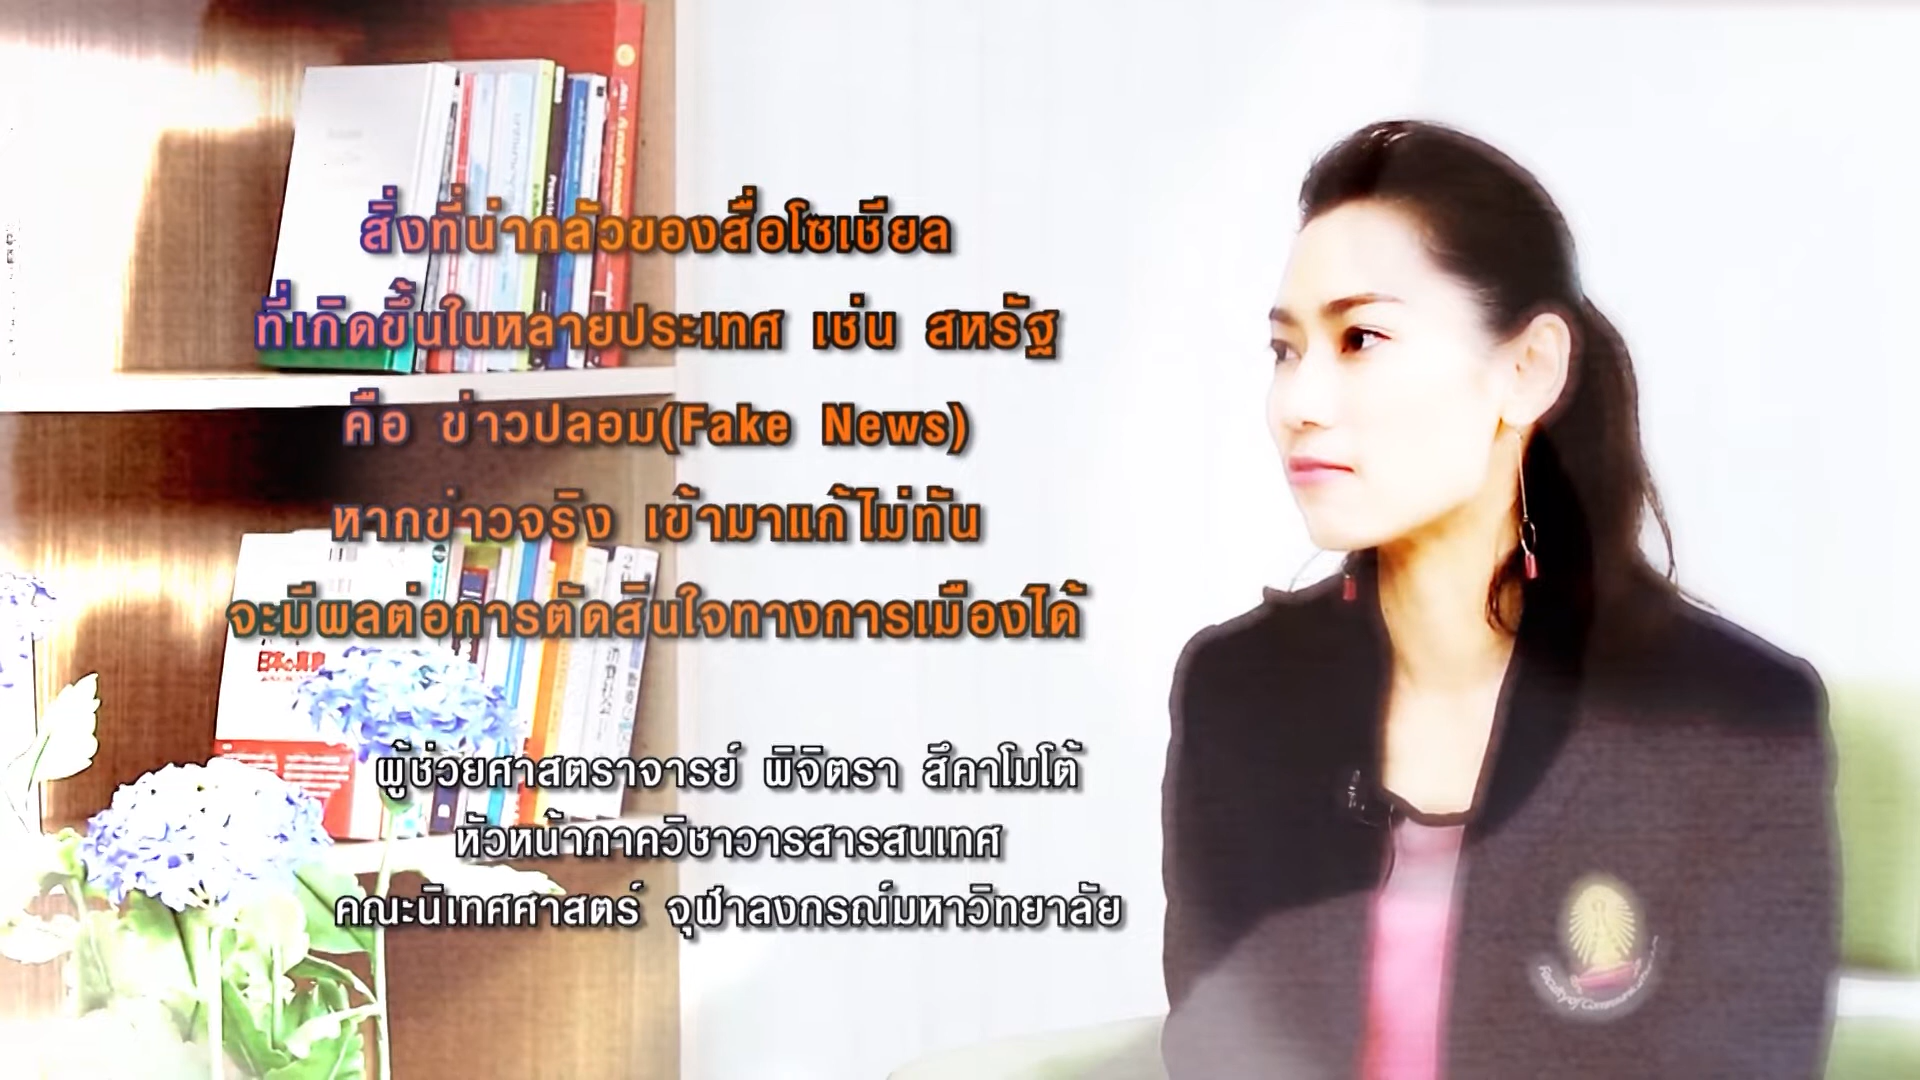 สิ่งที่น่ากลัวของสื่อโซเชียล
ที่เกิดขึ้นในหลายประเทศ เช่น สหรัฐ
คือ ข่าวปลอม(Fake News)
หากข่าวจริง เข้ามาแก้ไม่ทัน
จะมีผลต่อการตัดสินใจทางการเมืองได้
ผู้ช่วยศาสตราจารย์ พิจิตรา สึคาโมโต้
หัวหน้าภาควิชาวารสารสนเทศ
คณะนิเทศศาสตร์ จุฬาลงกรณ์มหาวิทยาลัย
Faculty of Communication